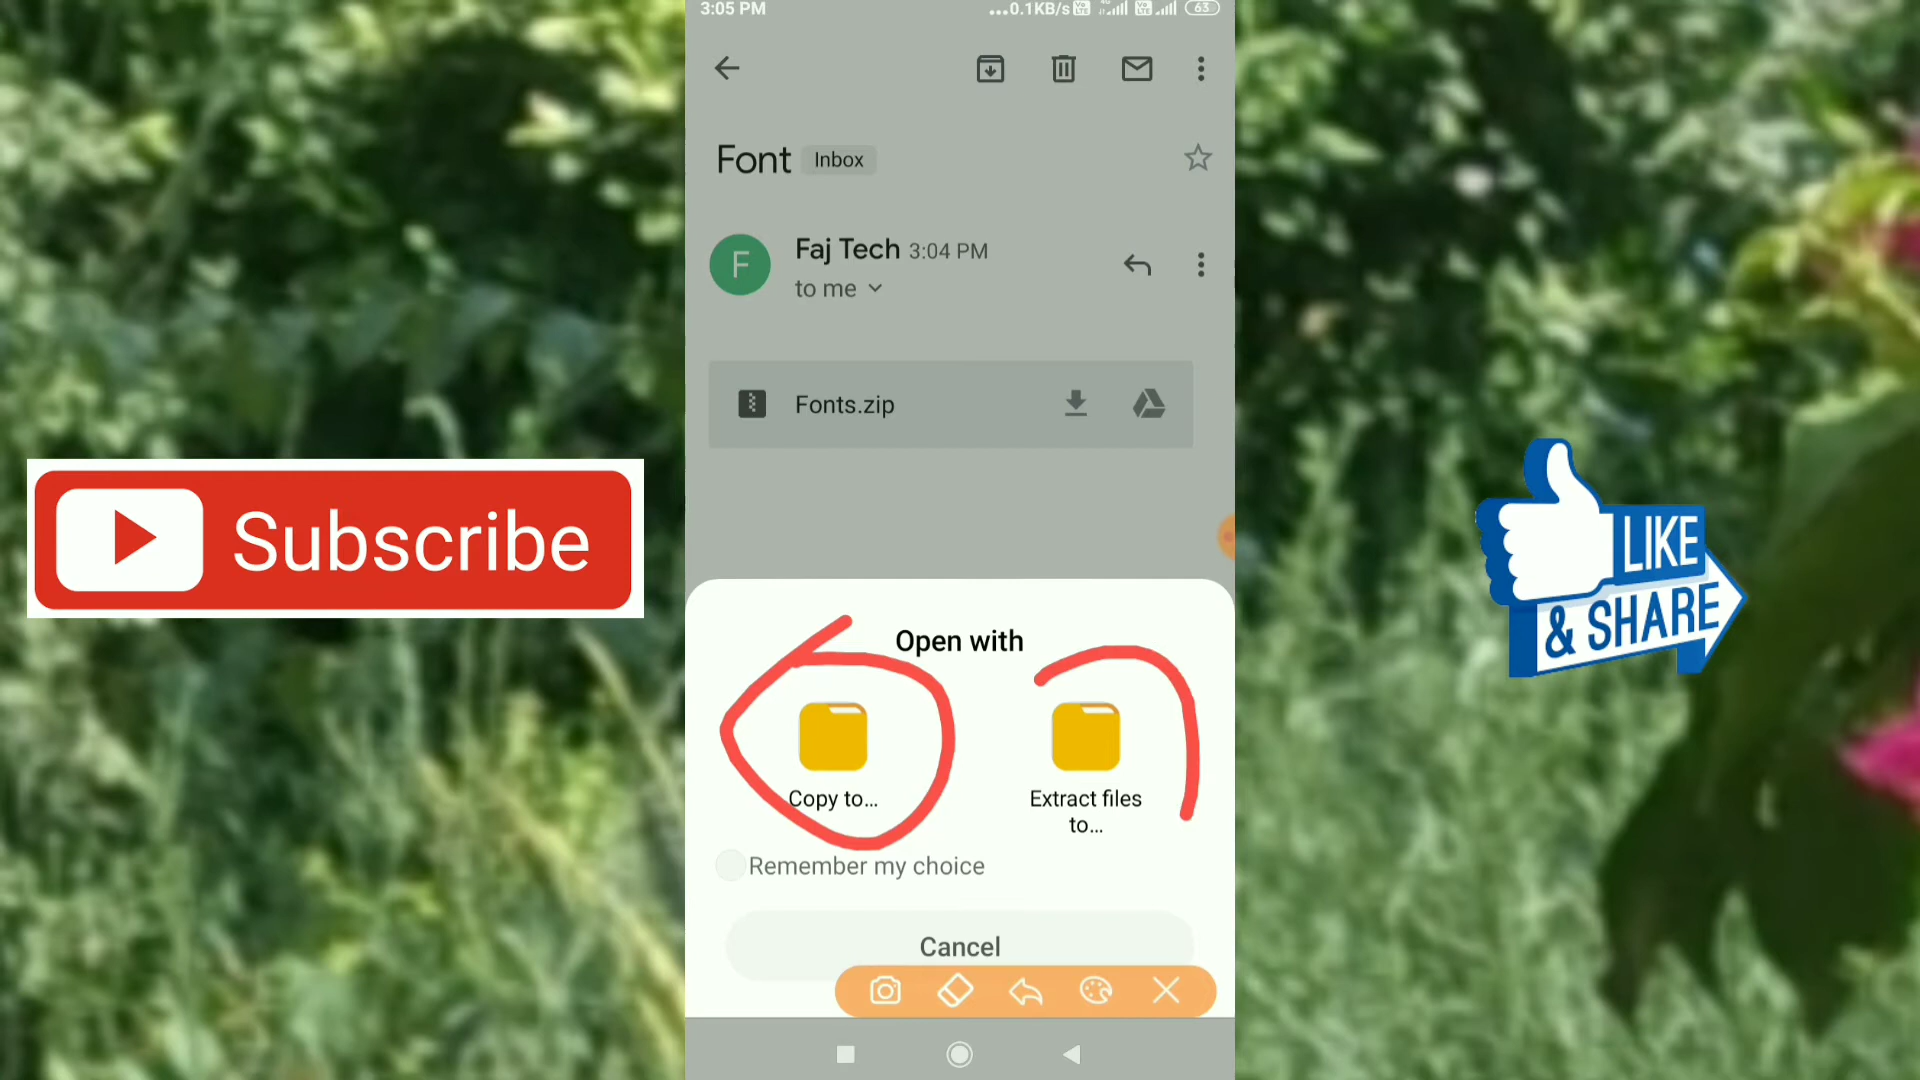 3:05 PM
...0.1KB/s
63
Font Inbox
F
Faj Tech 3:04 PM
to me
Fonts.zip
Subscribe
LIKE
& SHARE
Open with
Copy to...
Extract files
to...
Remember my choice
Cancel